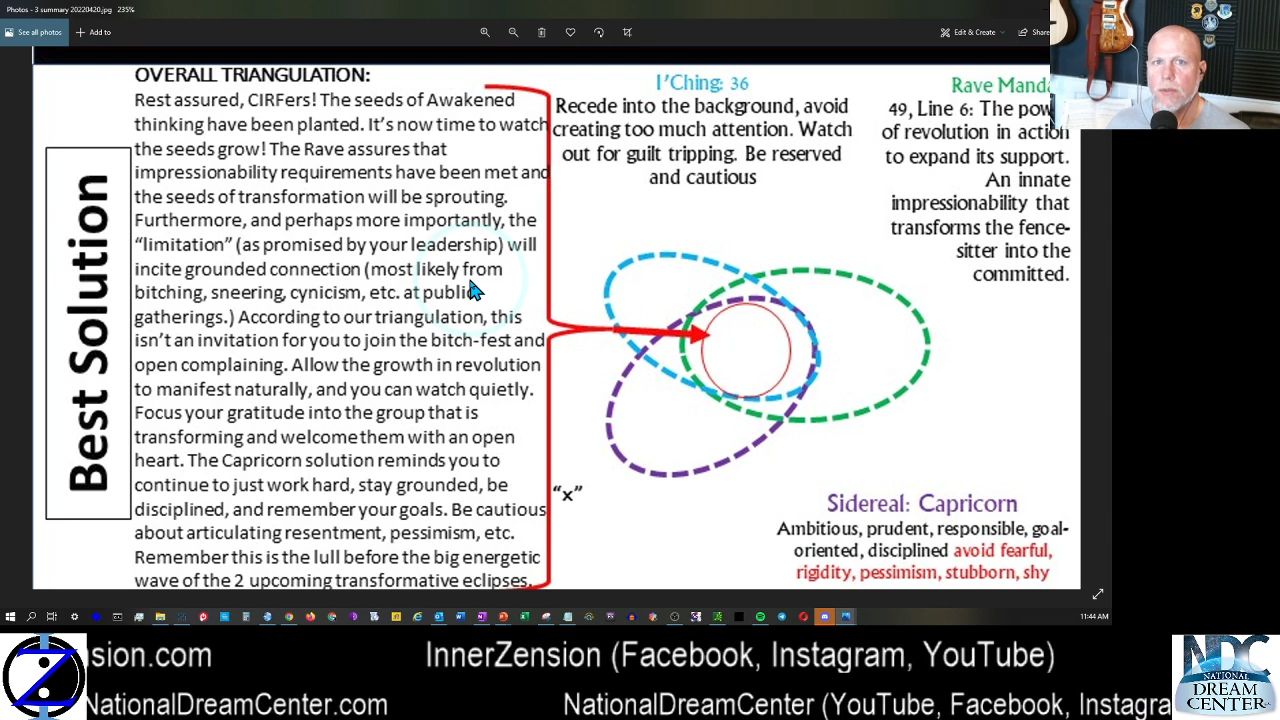 Photos - 3 summary 20220420.jpg 235%
See all photos
Add to
Edit & Create
Share
OVERALL TRIANGULATION:
Rest assured, CIRFers! The seeds of Awakened
thinking have been planted. It's now time to watch
the seeds grow! The Rave assures that
impressionability requirements have been met and
the seeds of transformation will be sprouting.
Furthermore, and perhaps more importantly, the
“limitation” (as promised by your leadership) will
incite grounded connection (most likely from
bitching, sneering, cynicism, etc. at public
gatherings.) According to our triangulation, this
isn't an invitation for you to join the bitch-fest and
open complaining. Allow the growth in revolution
to manifest naturally, and you can watch quietly.
Focus your gratitude into the group that is
transforming and welcome them with an open
heart. The Capricorn solution reminds you to
continue to just work hard, stay grounded, be
disciplined, and remember your goals. Be cautious
about articulating resentment, pessimism, etc.
Remember this is the lull before the big energetic
wave of the 2 upcoming transformative eclipses.
Best Solution
I'Ching: 36
Recede into the background, avoid
creating too much attention. Watch
out for guilt tripping. Be reserved
and cautious
Rave Manda
49, Line 6: The pow
of revolution in action
to expand its support.
An innate
impressionability that
transforms the fence-
sitter into the
committed.
“x”
Sidereal: Capricorn
Ambitious, prudent, responsible, goal-
oriented, disciplined avoid fearful,
rigidity, pessimism, stubborn, shy
11:44 AM
nsion.com
InnerZension (Facebook, Instagram, YouTube)
NationalDreamCenter.com
NationalDreamCenter (YouTube, Facebook, Instagra
NDC
NATIONAL
DREAM
CENTER